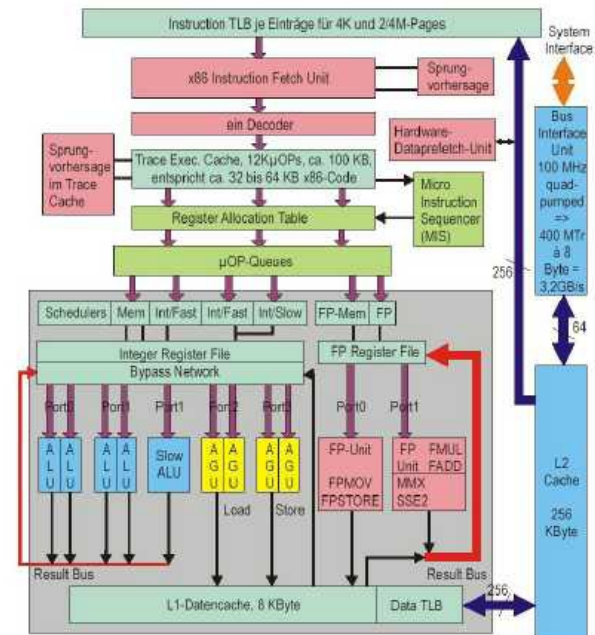 Instruction TLB je Einträge für 4K und 2/4M-Pages
System
Interface
x86 Instruction Fetch Unit
Sprung-
vorhersage
ein Decoder
Hardware-
Dataprefetch-Unit
Bus
Interface
Unit
100 MHz
quad-
pumped
=>
400 MTr
à 8
Byte =
3,2GB/s
Sprung-
vorhersage
im Trace
Cache
Trace Exec. Cache, 12KµOPs, ca. 100 KB,
entspricht ca. 32 bis 64 KB x86-Code
Micro
Instruction
Sequencer
(MIS)
Register Allocation Table
µOP-Queues
256
64
Schedulers Mem Int/Fast Int/Fast Int/Slow FP-Mem FP
Integer Register File
Bypass Network
FP Register File
Port0 Port1 Port1 Port2 Port3 Port0 Port1
A L U
A L U
A L U
A L U
Slow
ALU
A G U
A G U
A G U
A G U
FP-Unit
FPMOV
FPSTORE
FP
Unit
FMUL
FADD
MMX
SSE2
L2
Cache
256
KByte
Load
Store
Result Bus
Result Bus
L1-Datencache, 8 KByte
Data TLB
256